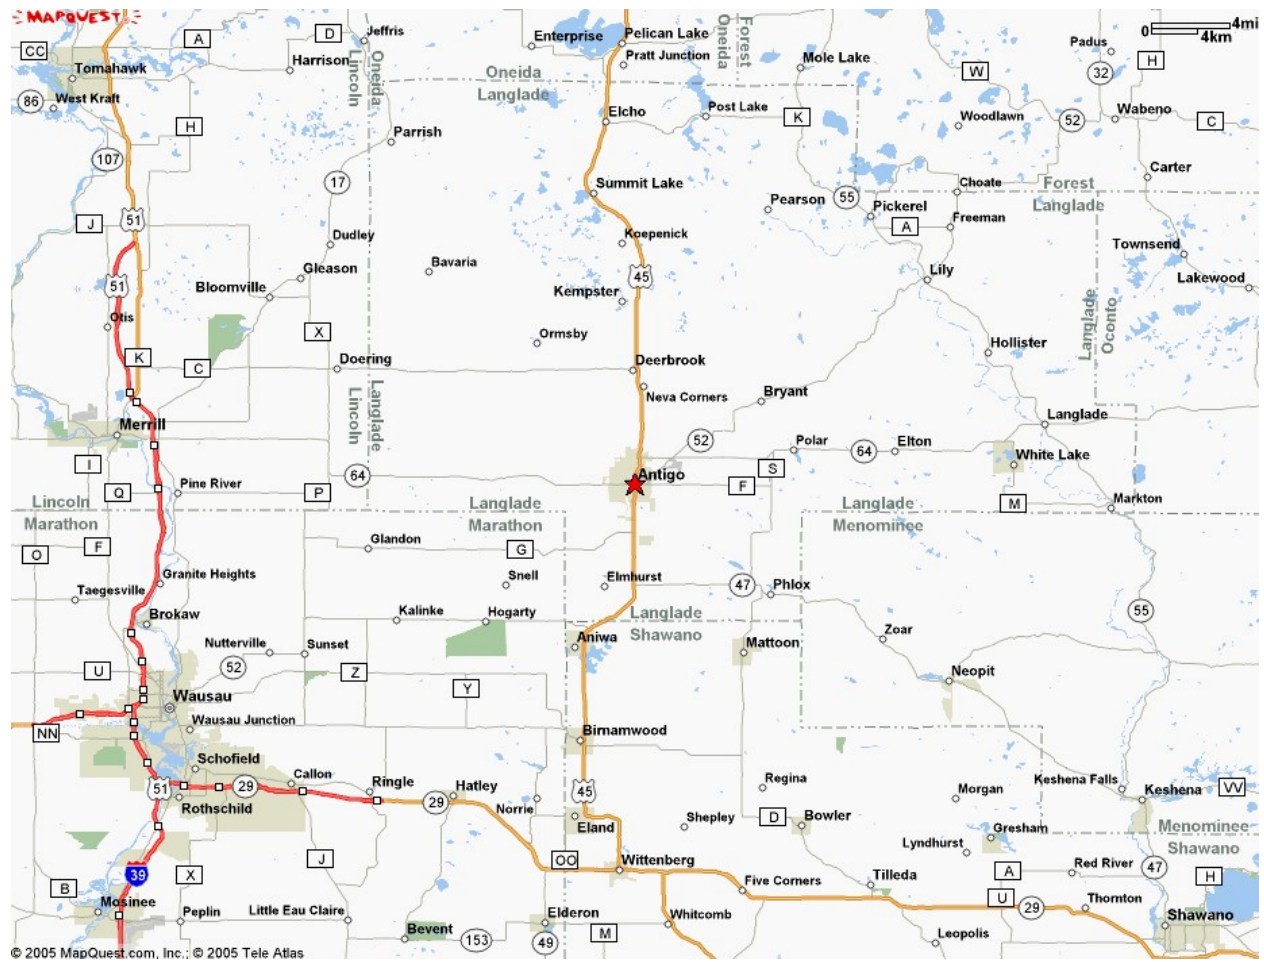 MAPQUEST
4mi
0
4km
CC
A
D
Jeffris
Enterprise
Pelican Lake
Forest
Oneida
Padus
H
Tomahawk
Harrison
Oneida
Lincoln
Pratt Junction
Mole Lake
W
32
Oneida
Langlade
86
West Kraft
Elcho
Post Lake
K
Woodlawn
52
Wabeno
C
H
Parrish
107
17
Summit Lake
Carter
Pearson
55
Pickerel
Choate
Forest
Langlade
J
51
Dudley
Koepenick
A
Freeman
Townsend
Gleason
Bavaria
45
Lily
Lakewood
51
Bloomville
Kempster
Otis
X
Ormsby
Langlade
Oconto
Hollister
K
C
Doering
Deerbrook
Neva Corners
Bryant
Langlade
Lincoln
Merrill
Langlade
52
Polar
64
Elton
White Lake
I
64
Antigo
S
F
Q
Pine River
P
M
Markton
Lincoln
Marathon
Langlade
Marathon
Langlade
Menominee
O
F
Glandon
G
Granite Heights
Snell
Elmhurst
47
Phlox
Taegesville
Brokaw
Kalinke
Hogarty
Langlade
Shawano
55
Nutterville
Sunset
Aniwa
Mattoon
Zoar
U
52
Z
Y
Neopit
Wausau
NN
Wausau Junction
Birnamwood
Schofield
Callon
Ringle
Hatley
Regina
Morgan
Keshena Falls
VV
51
29
29
Norrie
45
Keshena
Rothschild
Eland
Shepley
D
Bowler
Gresham
Menominee
Shawano
Lyndhurst
J
OO
Wittenberg
39
X
Tilleda
A
Red River
47
H
B
Five Corners
U
29
Thornton
Mosinee
Peplin
Little Eau Claire
Elderon
Whitcomb
Shawano
Bevent
153
49
M
Leopolis
© 2005 MapQuest.com, Inc.; © 2005 Tele Atlas